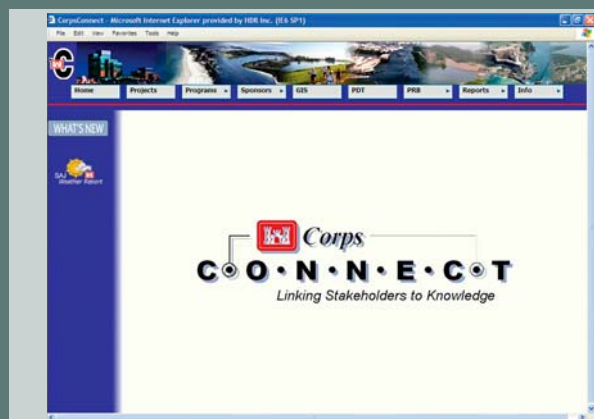 CorpsConnect - Microsoft Internet Explorer provided by HDR Inc. (IE6 SP1)
File Edit View Favorites Tools Help
C
Home Projects Programs Sponsors GIS PDT PRB Reports Info
WHAT'S NEW
SAJ
Weather Report
Corps
C•O•N•N•E•C•T
Linking Stakeholders to Knowledge